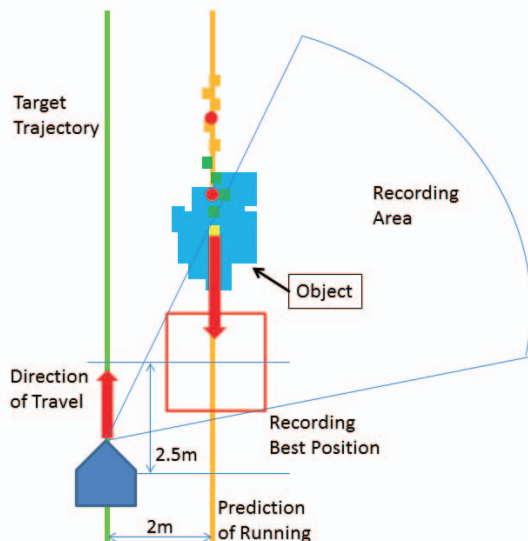 Target
Trajectory
Recording
Area
Object
Direction
of Travel
Recording
Best Position
2.5m
Prediction
of Running
2m